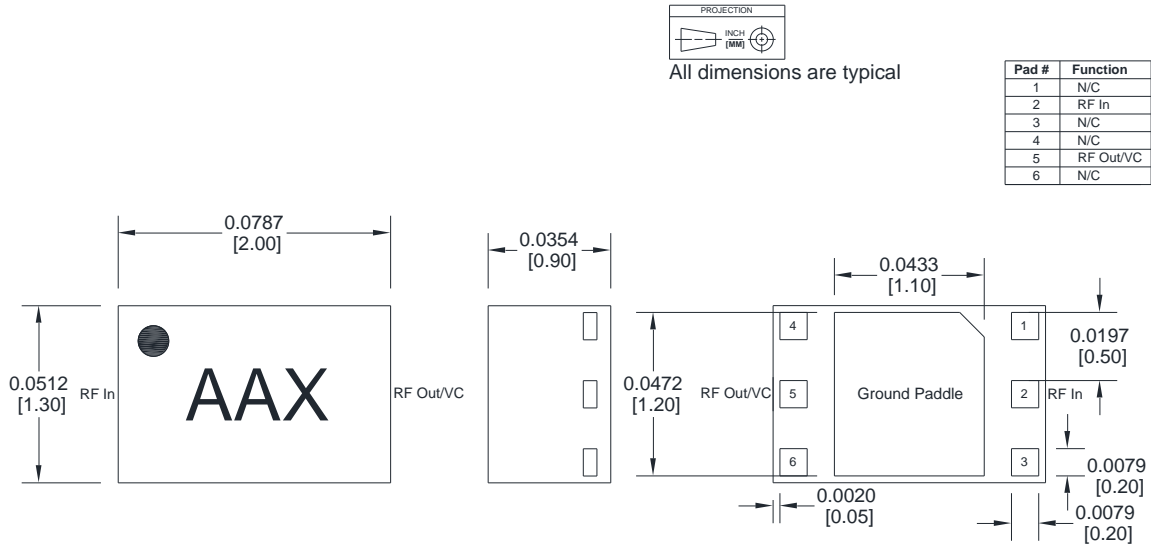 PROJECTION
INCH
[MM]
All dimensions are typical
Pad # Function
1 N/C
2 RF In
3 N/C
4 N/C
5 RF Out/VC
6 N/C
0.0787
[2.00]
0.0354
[0.90]
0.0433
[1.10]
0.0512
[1.30]
RF In
AAX
RF Out/VC
0.0472
[1.20]
4
1
0.0197
[0.50]
RF Out/VC
5
Ground Paddle
2
RF In
6
3
0.0079
[0.20]
0.0020
[0.05]
0.0079
[0.20]